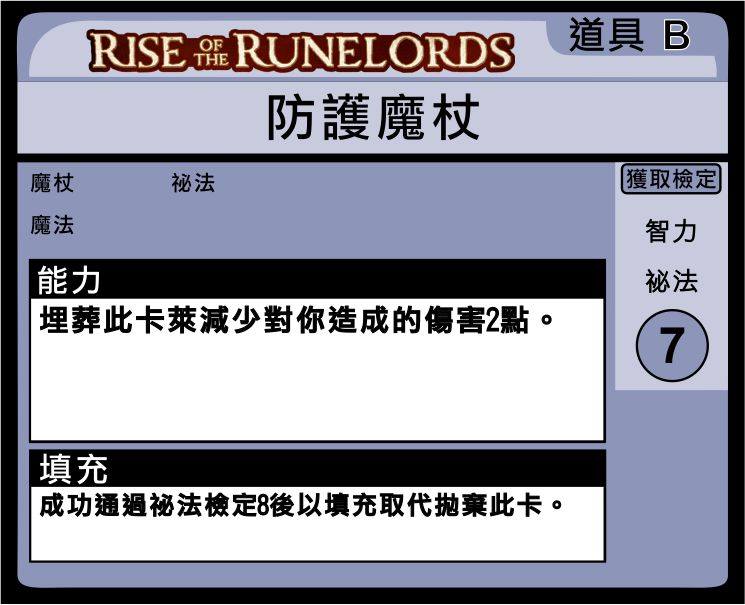 RISE OF THE RUNELORDS
道具 B
防護魔杖
魔杖 祕法
魔法
獲取檢定
智力
祕法
7
能力
埋葬此卡萊減少對你造成的傷害2點。
填充
成功通過祕法檢定8後以填充取代拋棄此卡。